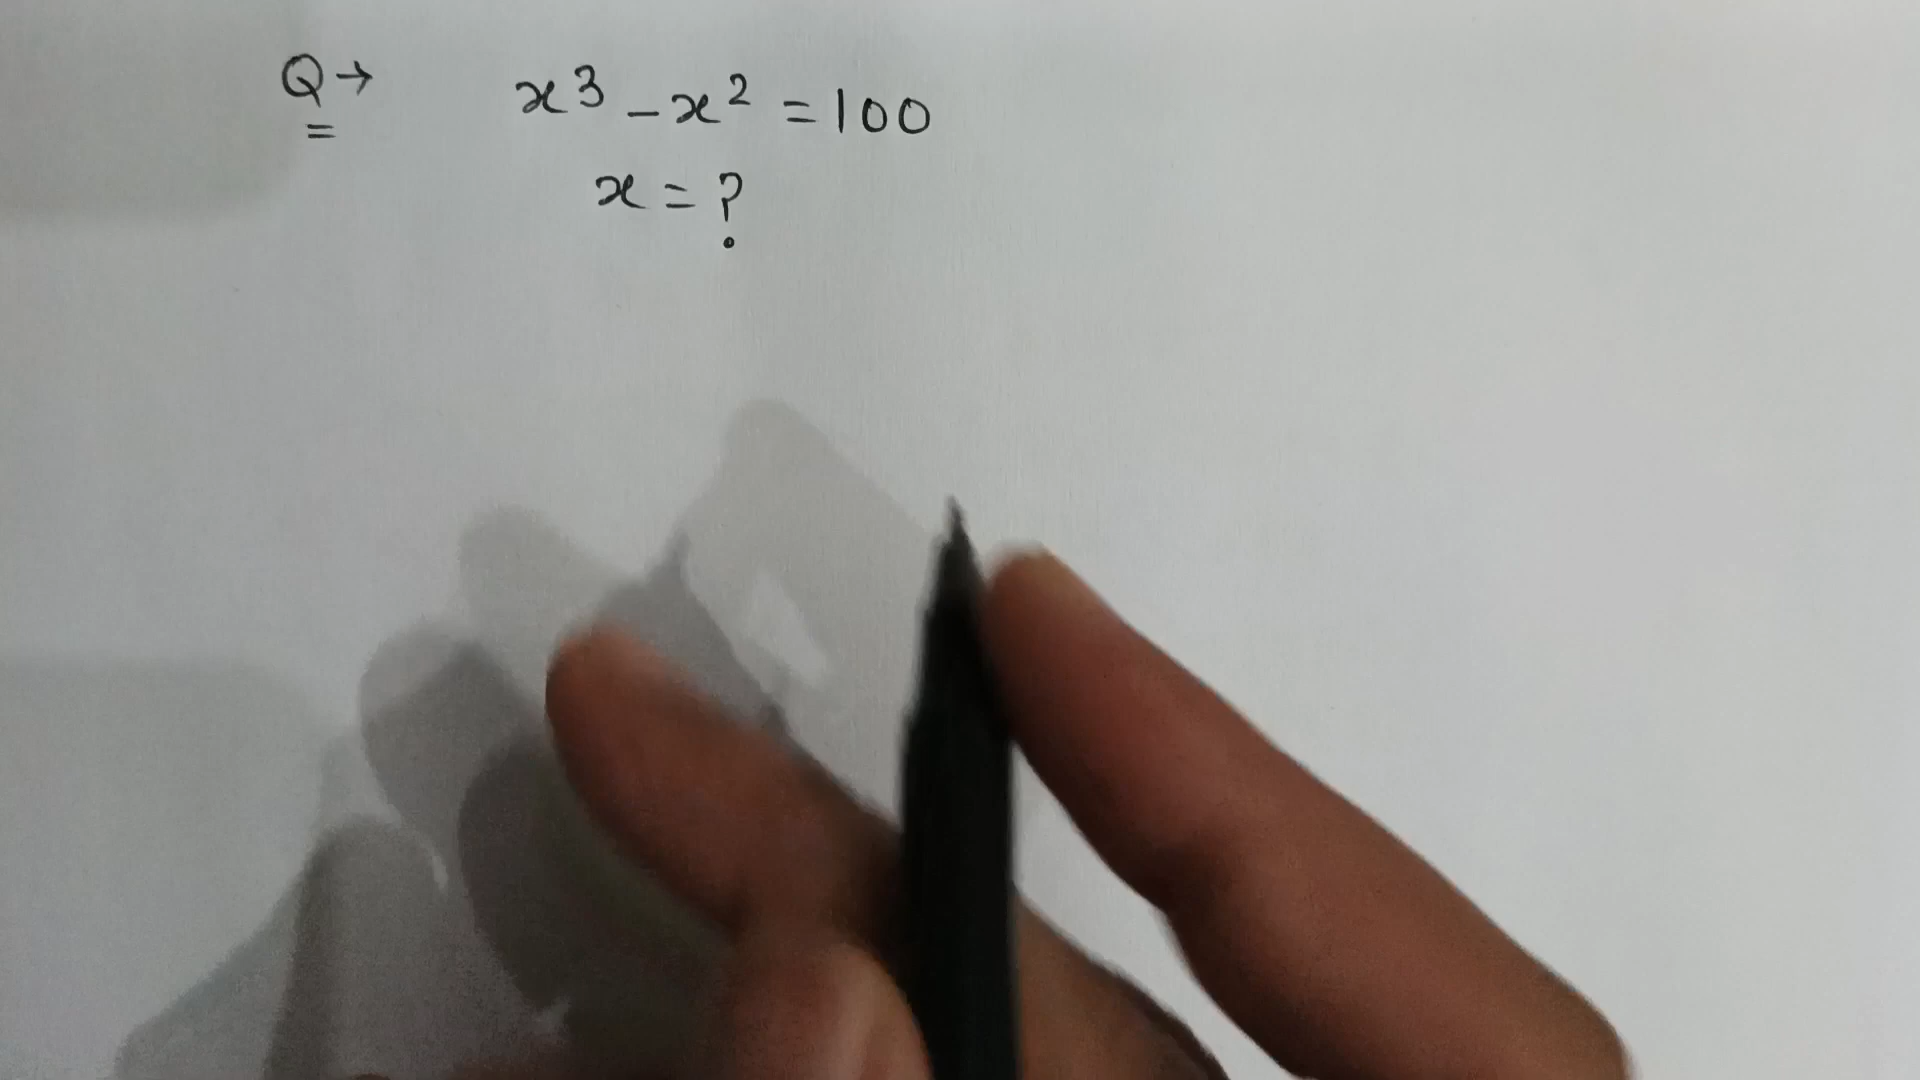 Q→ x³ - x² = 100
x = ?